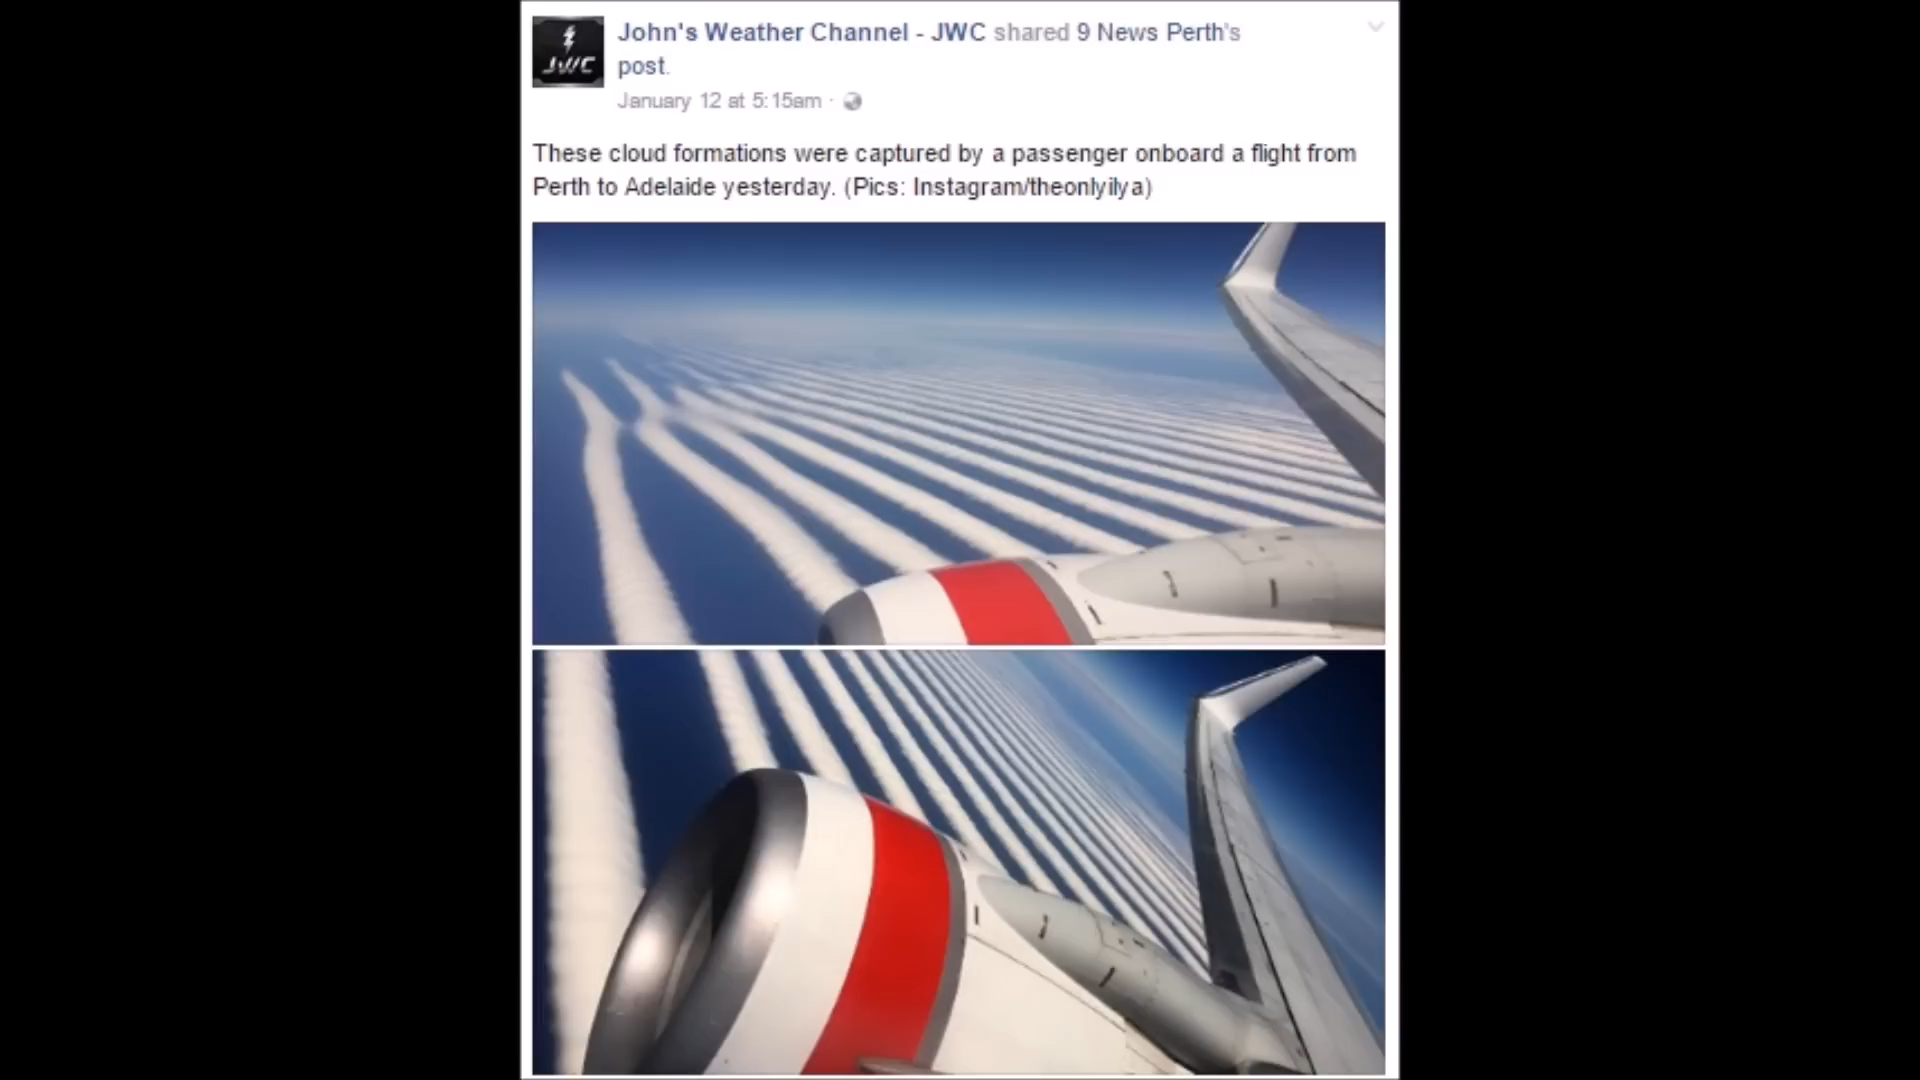 JWC
John's Weather Channel - JWC shared 9 News Perth's
post.
January 12 at 5:15am ·
These cloud formations were captured by a passenger onboard a flight from
Perth to Adelaide yesterday. (Pics: Instagram/theonlyilya)